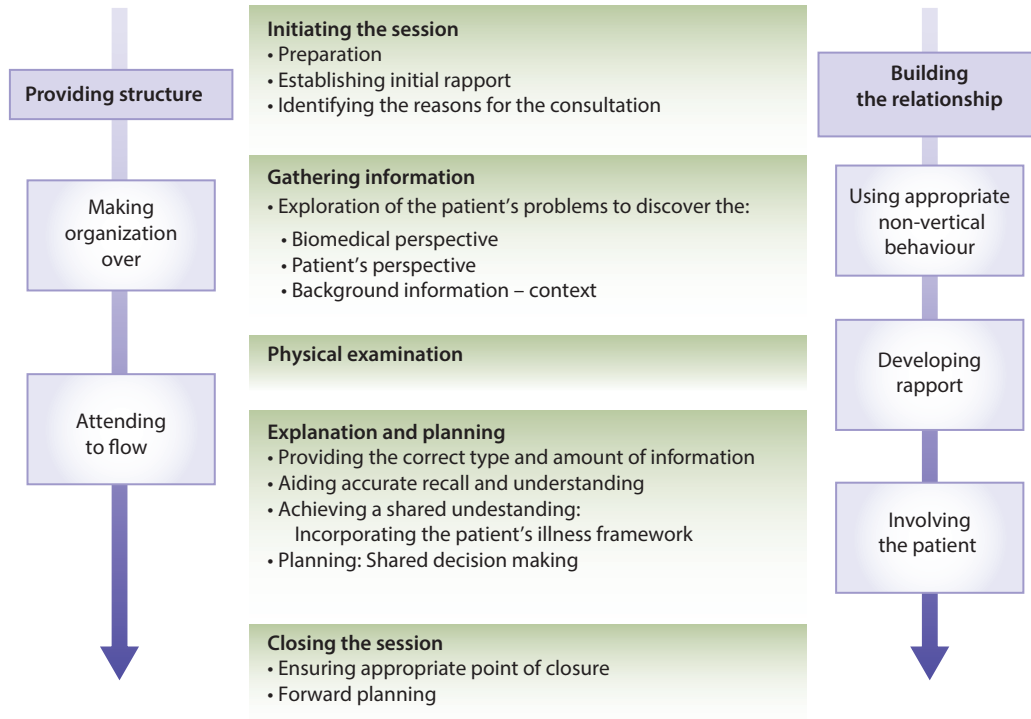 Providing structure
Making
organization
over
Attending
to flow
Initiating the session
• Preparation
• Establishing initial rapport
• Identifying the reasons for the consultation
Gathering information
• Exploration of the patient’s problems to discover the:
• Biomedical perspective
• Patient’s perspective
• Background information – context
Physical examination
Explanation and planning
• Providing the correct type and amount of information
• Aiding accurate recall and understanding
• Achieving a shared undestanding:
Incorporating the patient’s illness framework
• Planning: Shared decision making
Closing the session
• Ensuring appropriate point of closure
• Forward planning
Building
the relationship
Using appropriate
non-vertical
behaviour
Developing
rapport
Involving
the patient